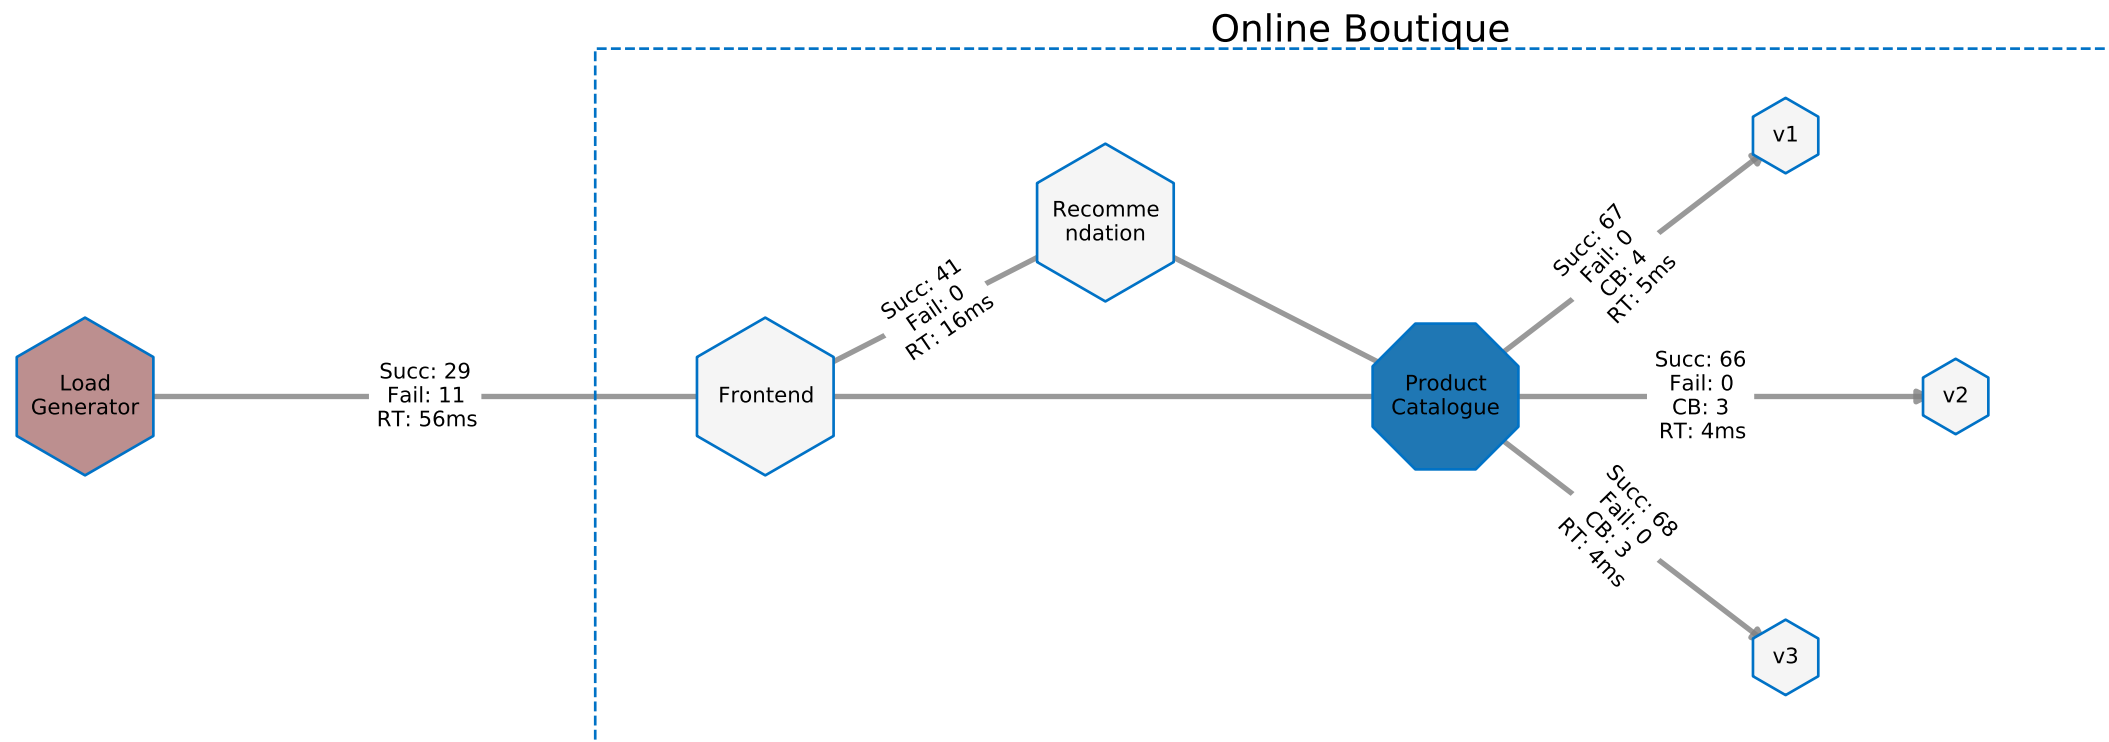 Online Boutique
Load
Generator
Succ: 29
Fail: 11
RT: 56ms
Frontend
Succ: 41
Fail: 0
RT: 16ms
Recomme
ndation
Product
Catalogue
Succ: 67
Fail: 0
CB: 4
RT: 5ms
v1
Succ: 66
Fail: 0
CB: 3
RT: 4ms
v2
Succ: 68
Fail: 0
CB: 3
RT: 4ms
v3